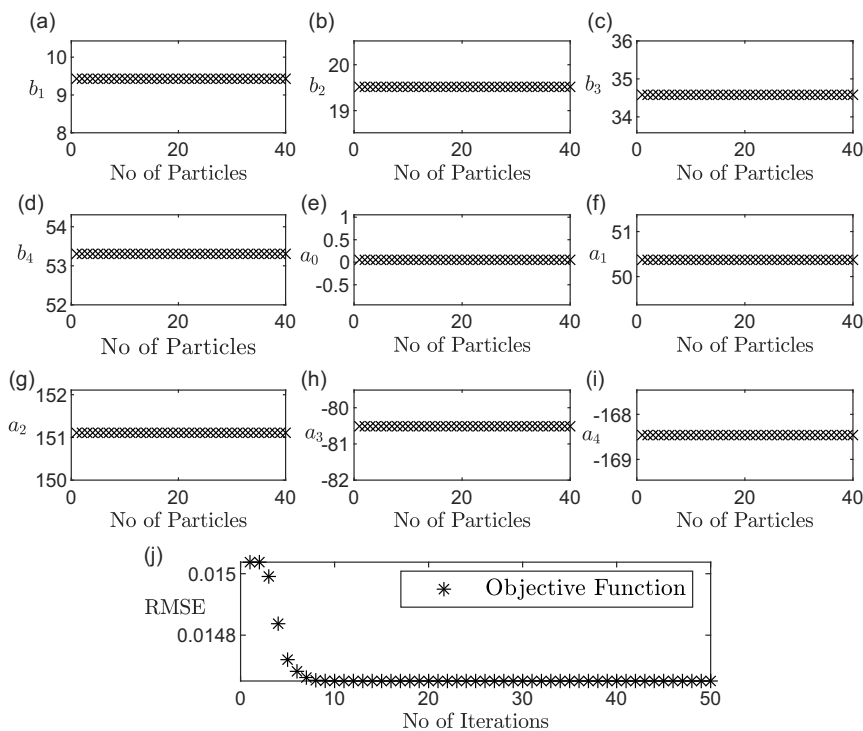 (a)
10
9
8
b1
0 20 40
No of Particles
(b)
20
19
b2
0 20 40
No of Particles
(c)
36
35
34
b3
0 20 40
No of Particles
(d)
54
53
52
b4
0 20 40
No of Particles
(e)
1
0.5
0
-0.5
a0
0 20 40
No of Particles
(f)
51
50
a1
0 20 40
No of Particles
(g)
152
151
150
a2
0 20 40
No of Particles
(h)
-80
-81
-82
a3
0 20 40
No of Particles
(i)
-168
-169
a4
0 20 40
No of Particles
(j)
0.015
RMSE
0.0148
Objective Function
0 10 20 30 40 50
No of Iterations